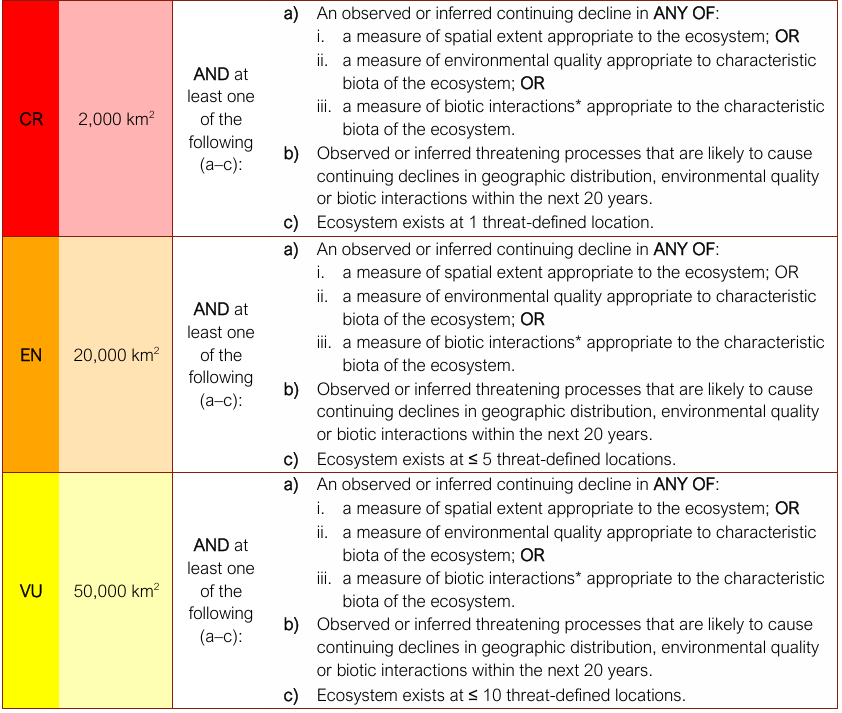 CR
2,000 km²
AND at
least one
of the
following
(a–c):
a) An observed or inferred continuing decline in ANY OF:
i. a measure of spatial extent appropriate to the ecosystem; OR
ii. a measure of environmental quality appropriate to characteristic
biota of the ecosystem; OR
iii. a measure of biotic interactions* appropriate to the characteristic
biota of the ecosystem.
b) Observed or inferred threatening processes that are likely to cause
continuing declines in geographic distribution, environmental quality
or biotic interactions within the next 20 years.
c) Ecosystem exists at 1 threat-defined location.
EN
20,000 km²
AND at
least one
of the
following
(a–c):
a) An observed or inferred continuing decline in ANY OF:
i. a measure of spatial extent appropriate to the ecosystem; OR
ii. a measure of environmental quality appropriate to characteristic
biota of the ecosystem; OR
iii. a measure of biotic interactions* appropriate to the characteristic
biota of the ecosystem.
b) Observed or inferred threatening processes that are likely to cause
continuing declines in geographic distribution, environmental quality
or biotic interactions within the next 20 years.
c) Ecosystem exists at ≤ 5 threat-defined locations.
VU
50,000 km²
AND at
least one
of the
following
(a–c):
a) An observed or inferred continuing decline in ANY OF:
i. a measure of spatial extent appropriate to the ecosystem; OR
ii. a measure of environmental quality appropriate to characteristic
biota of the ecosystem; OR
iii. a measure of biotic interactions* appropriate to the characteristic
biota of the ecosystem.
b) Observed or inferred threatening processes that are likely to cause
continuing declines in geographic distribution, environmental quality
or biotic interactions within the next 20 years.
c) Ecosystem exists at ≤ 10 threat-defined locations.